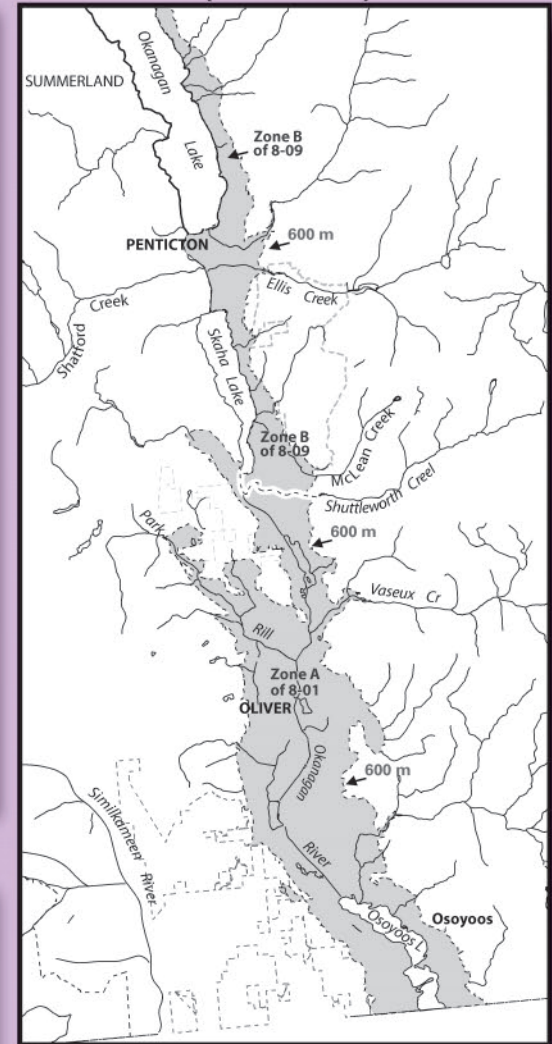 Okanagan
SUMMERLAND
Lake
Zone B
of 8-09
600 m
PENTICTON
Ellis Creek
Creek
Shatford
Skaha Lake
Zone B
of 8-09
McLean Creek
Shuttleworth Creel
600 m
Park
Vaseux Cr
Rill
Zone A
of 8-01
B
OLIVER
Okanagan
600 m
Similkameen River
River
Osoyoos L
Osoyoos